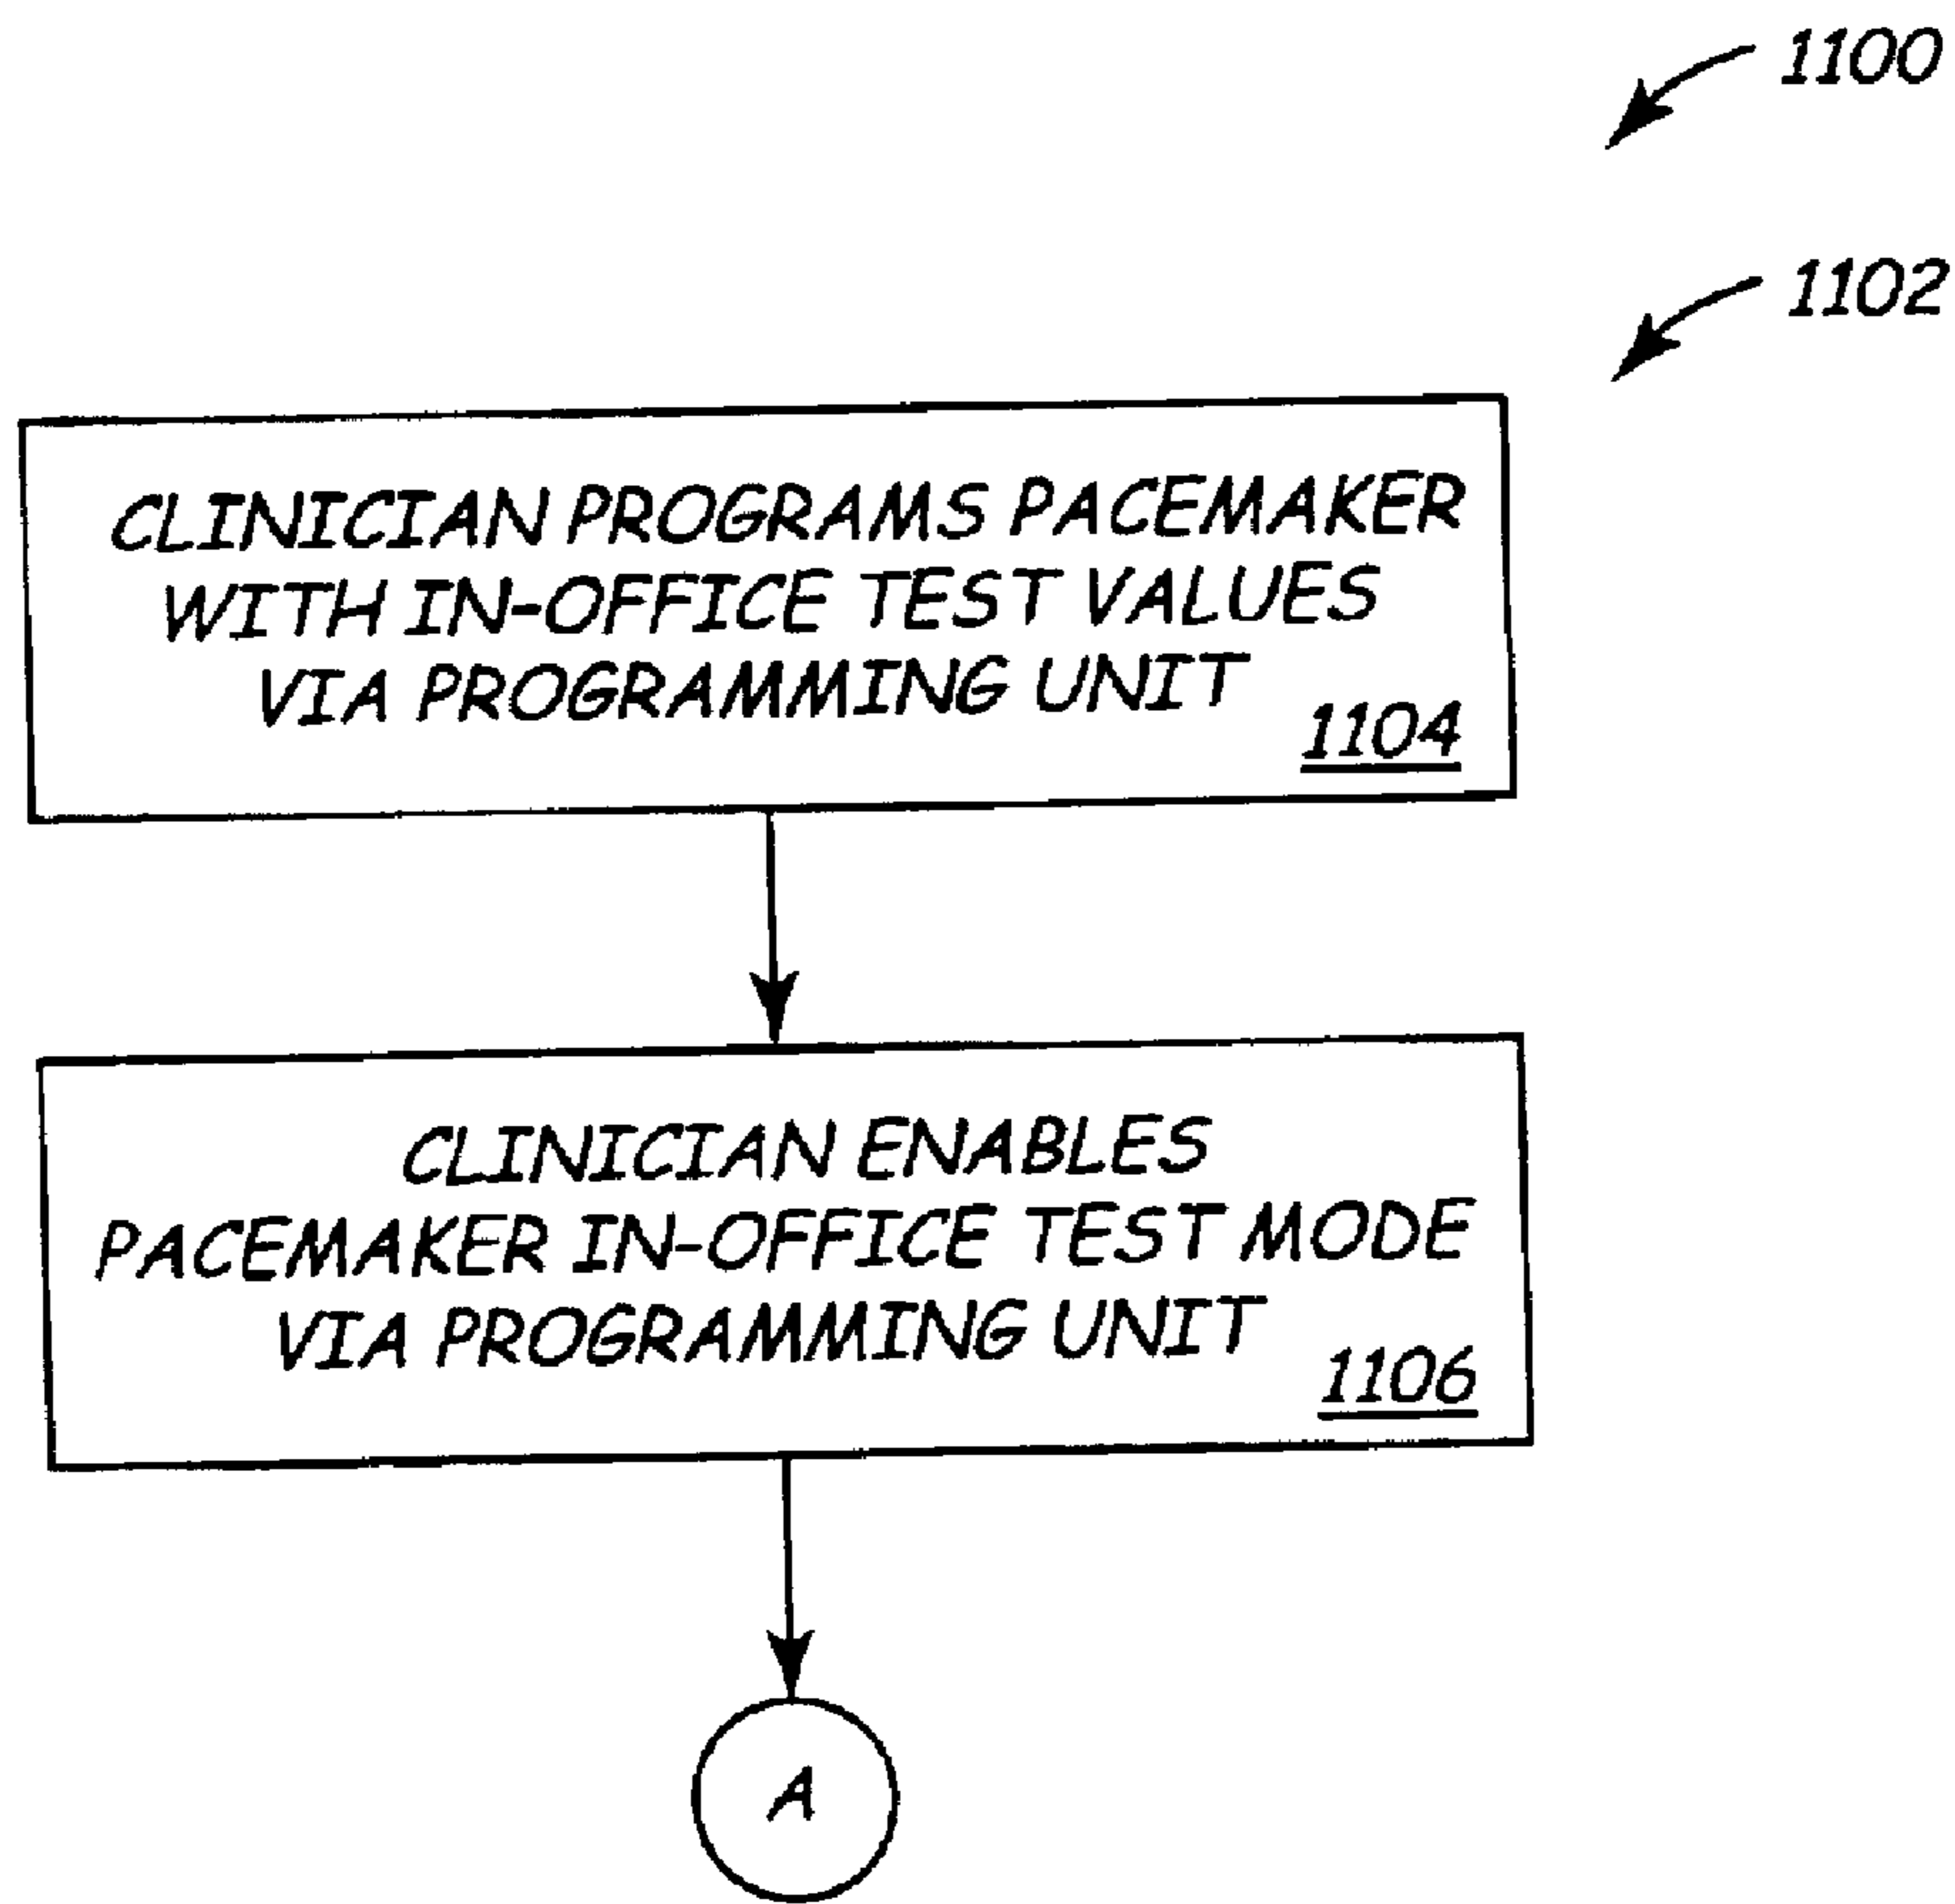 1100
1102
CLINICIAN PROGRAMS PACEMAKER
WITH IN-OFFICE TEST VALUES
VIA PROGRAMMING UNIT
1104
CLINICIAN ENABLES
PACEMAKER IN-OFFICE TEST MODE
VIA PROGRAMMING UNIT
1106
A